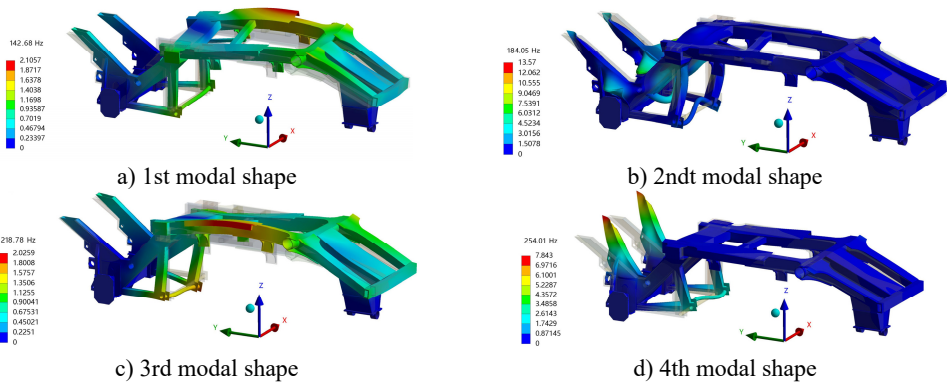 142.68 Hz
2.1057
1.8717
1.6378
1.4038
1.1698
0.93587
0.7019
0.46794
0.23397
0
Z
Y
X
a) 1st modal shape
184.05 Hz
13.57
12.062
10.555
9.0469
7.5391
6.0312
4.5234
3.0156
1.5078
0
Z
Y
X
b) 2ndt modal shape
218.78 Hz
2.0259
1.8008
1.5757
1.3506
1.1255
0.90041
0.67531
0.45021
0.2251
0
Z
Y
X
c) 3rd modal shape
254.01 Hz
7.843
6.9716
6.1001
5.2287
4.3572
3.4858
2.6143
1.7429
0.87145
0
Z
Y
X
d) 4th modal shape